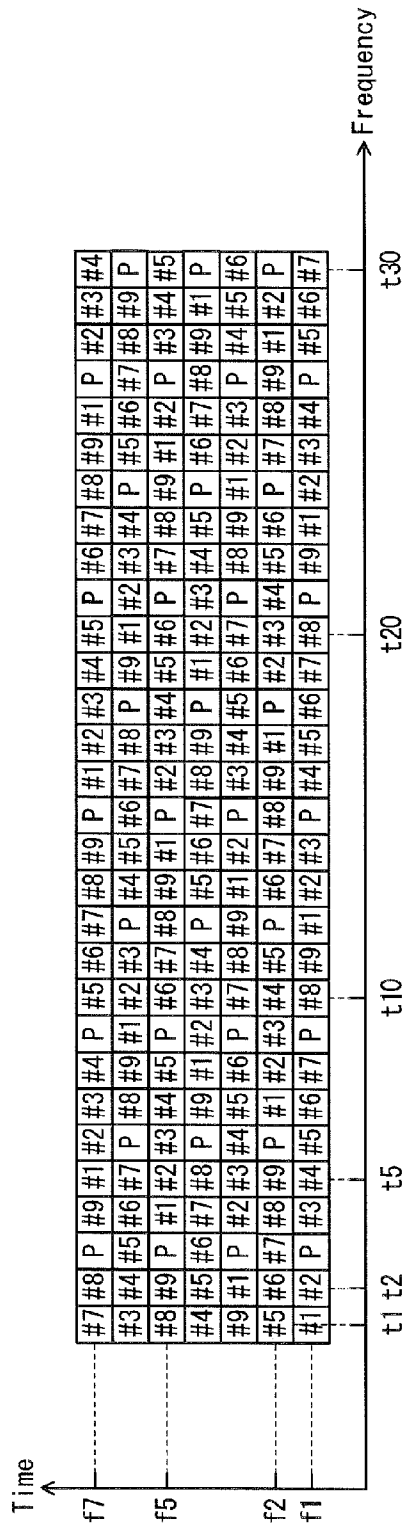 Time
f7 #7 #8 P #9 #1 #2 #3 #4 P #5 #6 #7 #8 #9 P #1 #2 #3 #4 #5 P #6 #7 #8 #9 #1 P #2 #3 #4
#3 #4 #5 #6 #7 P #8 #9 #1 #2 #3 P #4 #5 #6 #7 #8 P #9 #1 #2 #3 #4 P #5 #6 #7 #8 #9 P
f5 #8 #9 P #1 #2 #3 #4 #5 P #6 #7 #8 #9 #1 P #2 #3 #4 #5 #6 P #7 #8 #9 #1 #2 P #3 #4 #5
#4 #5 #6 #7 #8 P #9 #1 #2 #3 #4 P #5 #6 #7 #8 #9 P #1 #2 #3 #4 #5 P #6 #7 #8 #9 #1 P
#9 #1 P #2 #3 #4 #5 #6 P #7 #8 #9 #1 #2 P #3 #4 #5 #6 #7 P #8 #9 #1 #2 #3 P #4 #5 #6
f2 #5 #6 #7 #8 #9 P #1 #2 #3 #4 #5 P #6 #7 #8 #9 #1 P #2 #3 #4 #5 #6 P #7 #8 #9 #1 #2 P
f1 #1 #2 P #3 #4 #5 #6 #7 P #8 #9 #1 #2 #3 P #4 #5 #6 #7 #8 P #9 #1 #2 #3 #4 P #5 #6 #7
Frequency
t1 t2 t5 t10 t20 t30